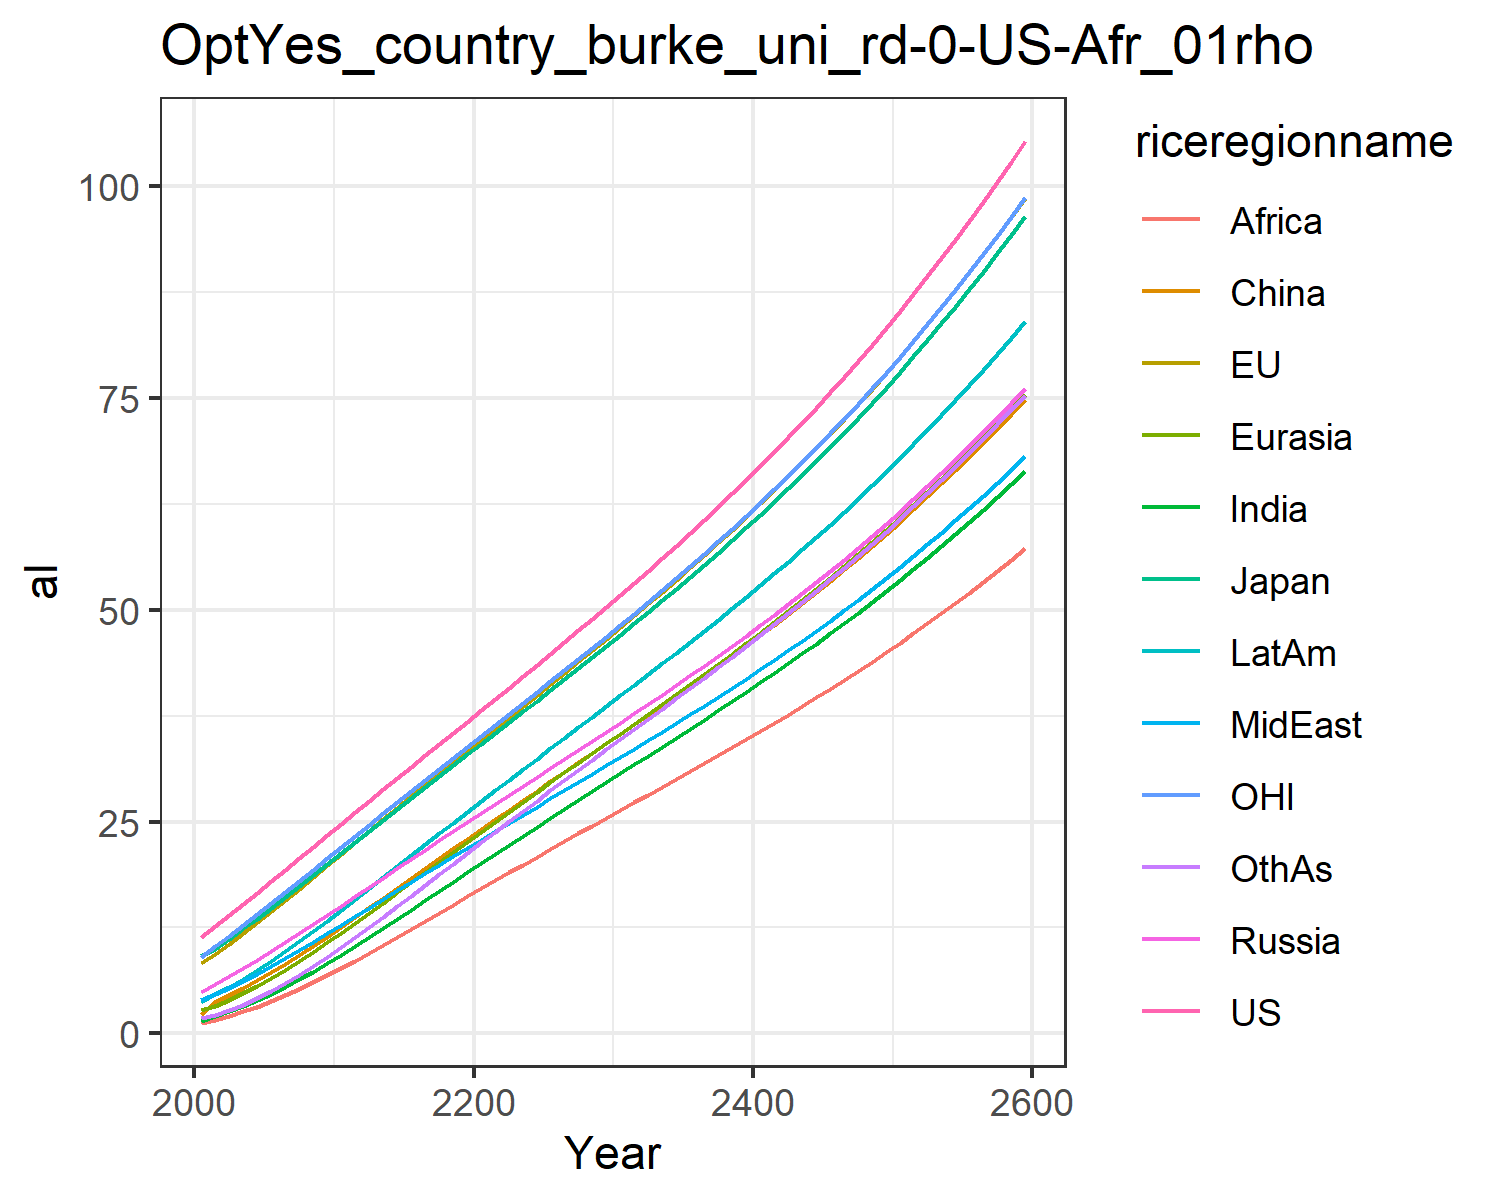 OptYes_country_burke_uni_rd-0-US-Afr_01rho
riceregionname
Africa
China
EU
Eurasia
India
Japan
LatAm
MidEast
OHI
OthAs
Russia
US
al
100
75
50
25
0
2000
2200
2400
2600
Year